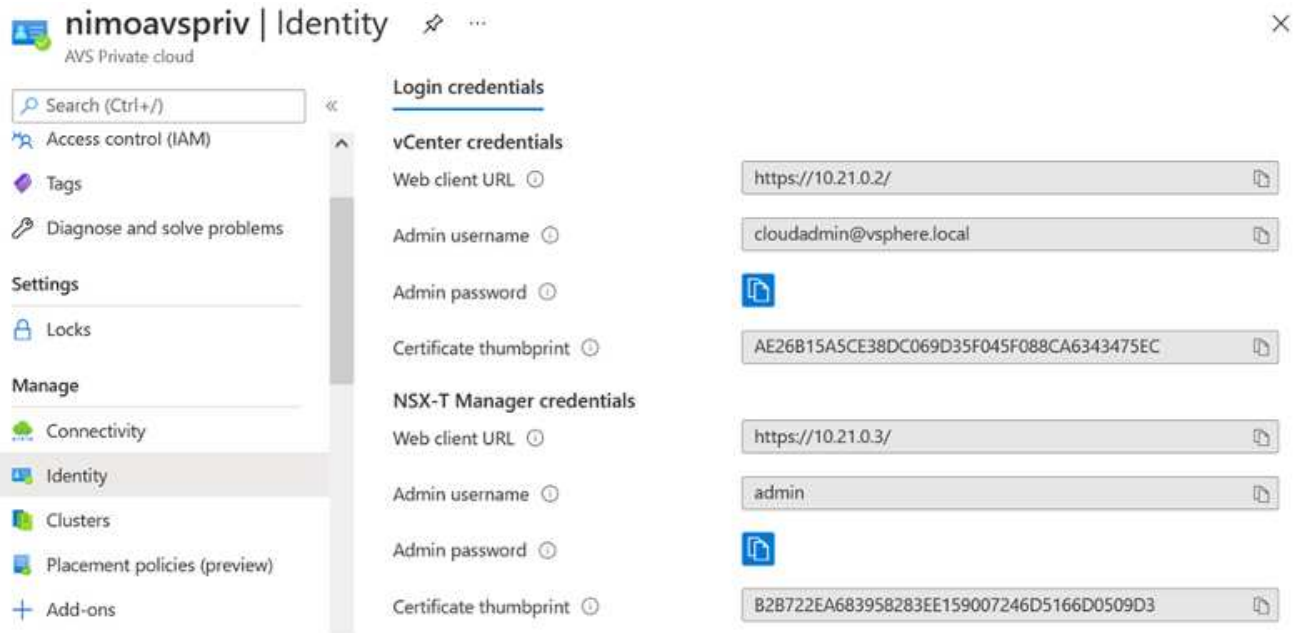 nimoavspriv | Identity ...
AVS Private cloud
Search (Ctrl+/)
«
Access control (IAM)
Tags
Diagnose and solve problems
Settings
Locks
Manage
Connectivity
Identity
Clusters
Placement policies (preview)
Add-ons
Login credentials
vCenter credentials
Web client URL https://10.21.0.2/
Admin username cloudadmin@vsphere.local
Admin password
Certificate thumbprint AE26B15A5CE38DC069D35F045F088CA6343475EC
NSX-T Manager credentials
Web client URL https://10.21.0.3/
Admin username admin
Admin password
Certificate thumbprint B2B722EA683958283EE159007246D5166D0509D3